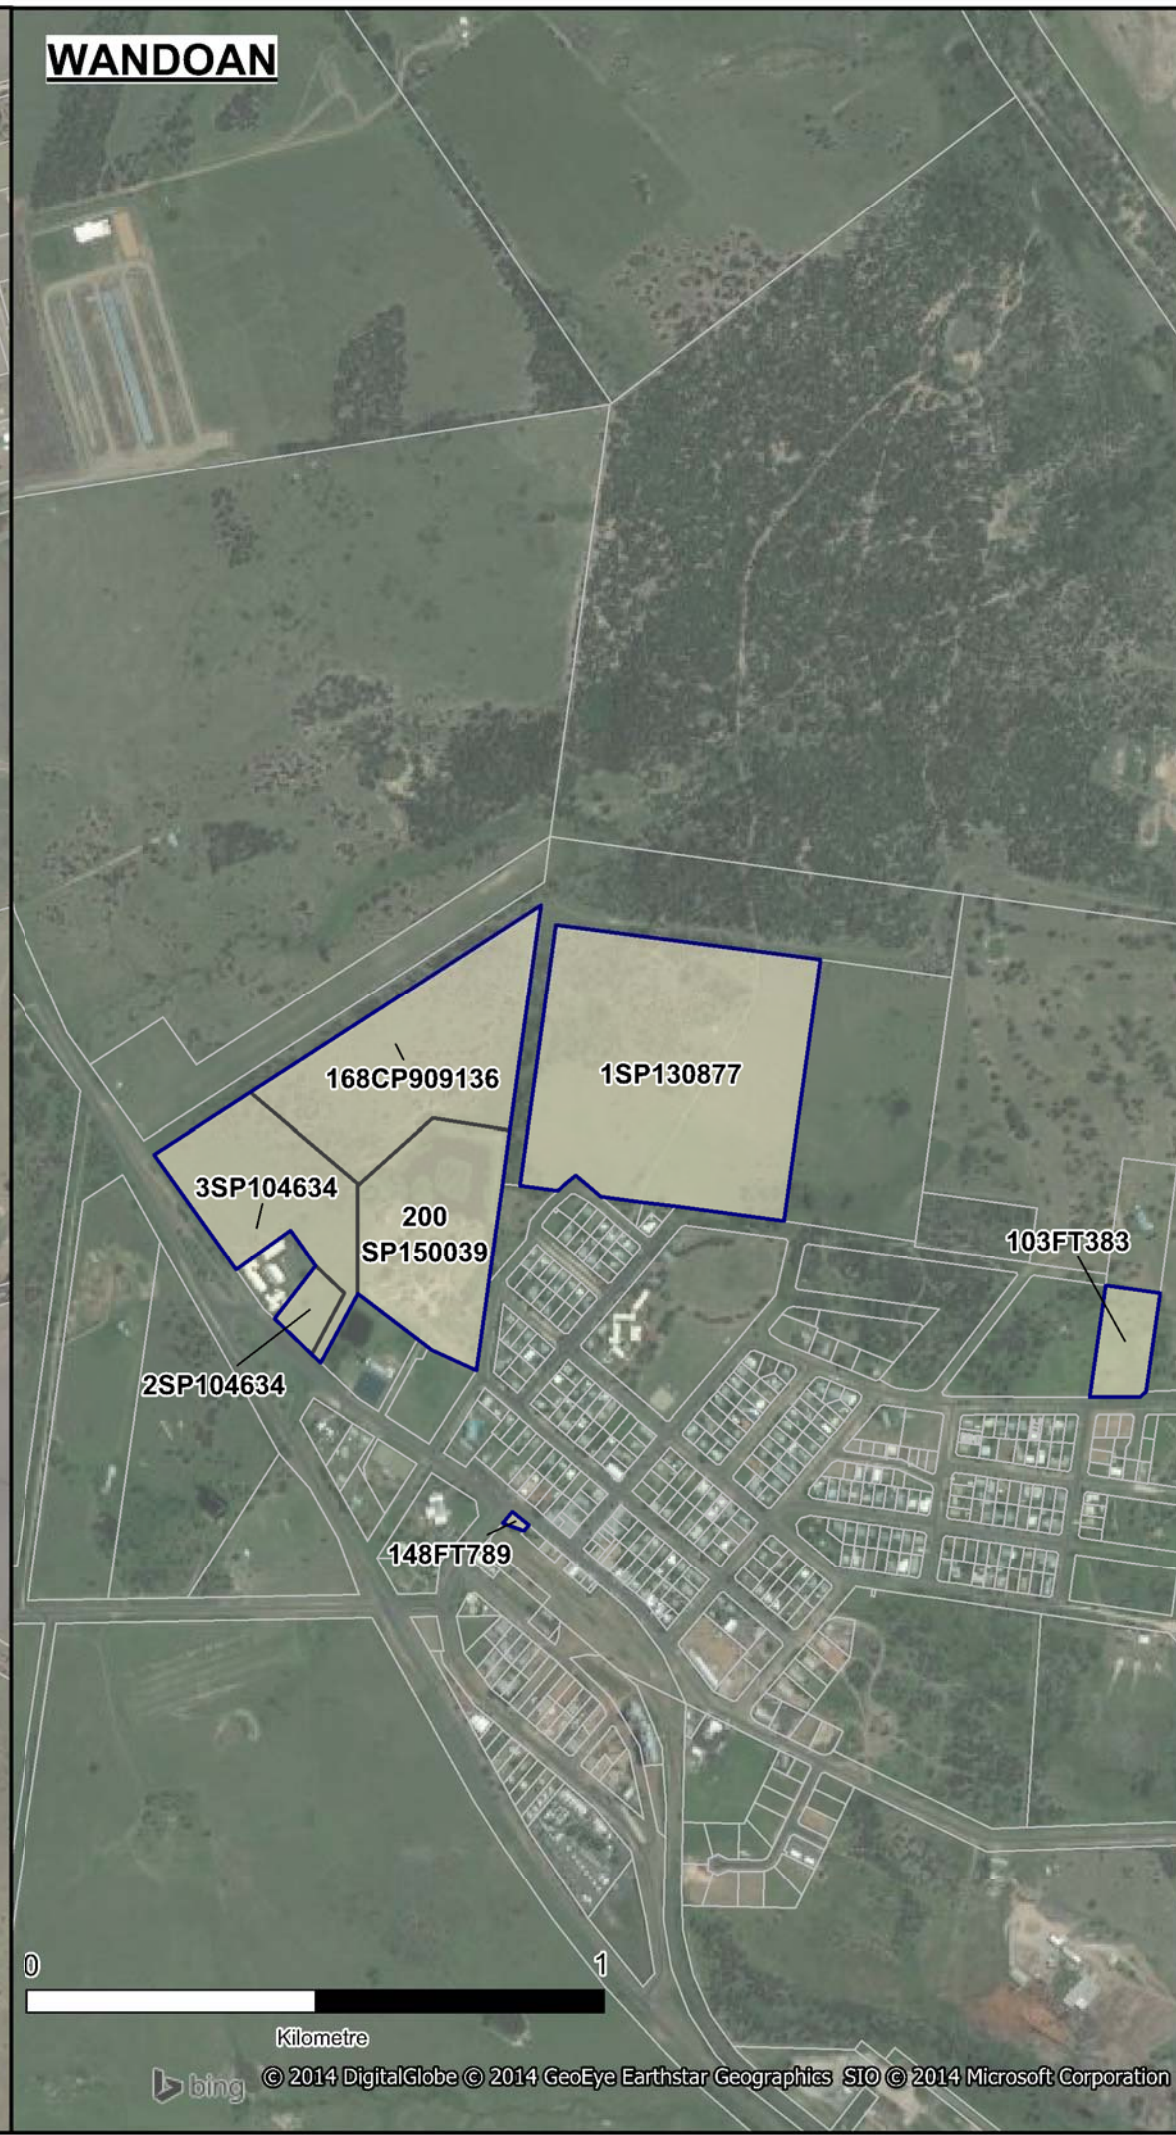 WANDOAN
168CP909136
1SP130877
3SP104634
200
SP150039
103FT383
2SP104634
148FT789
0 1
Kilometre
bing © 2014 DigitalGlobe © 2014 GeoEye Earthstar Geographics SIO © 2014 Microsoft Corporation